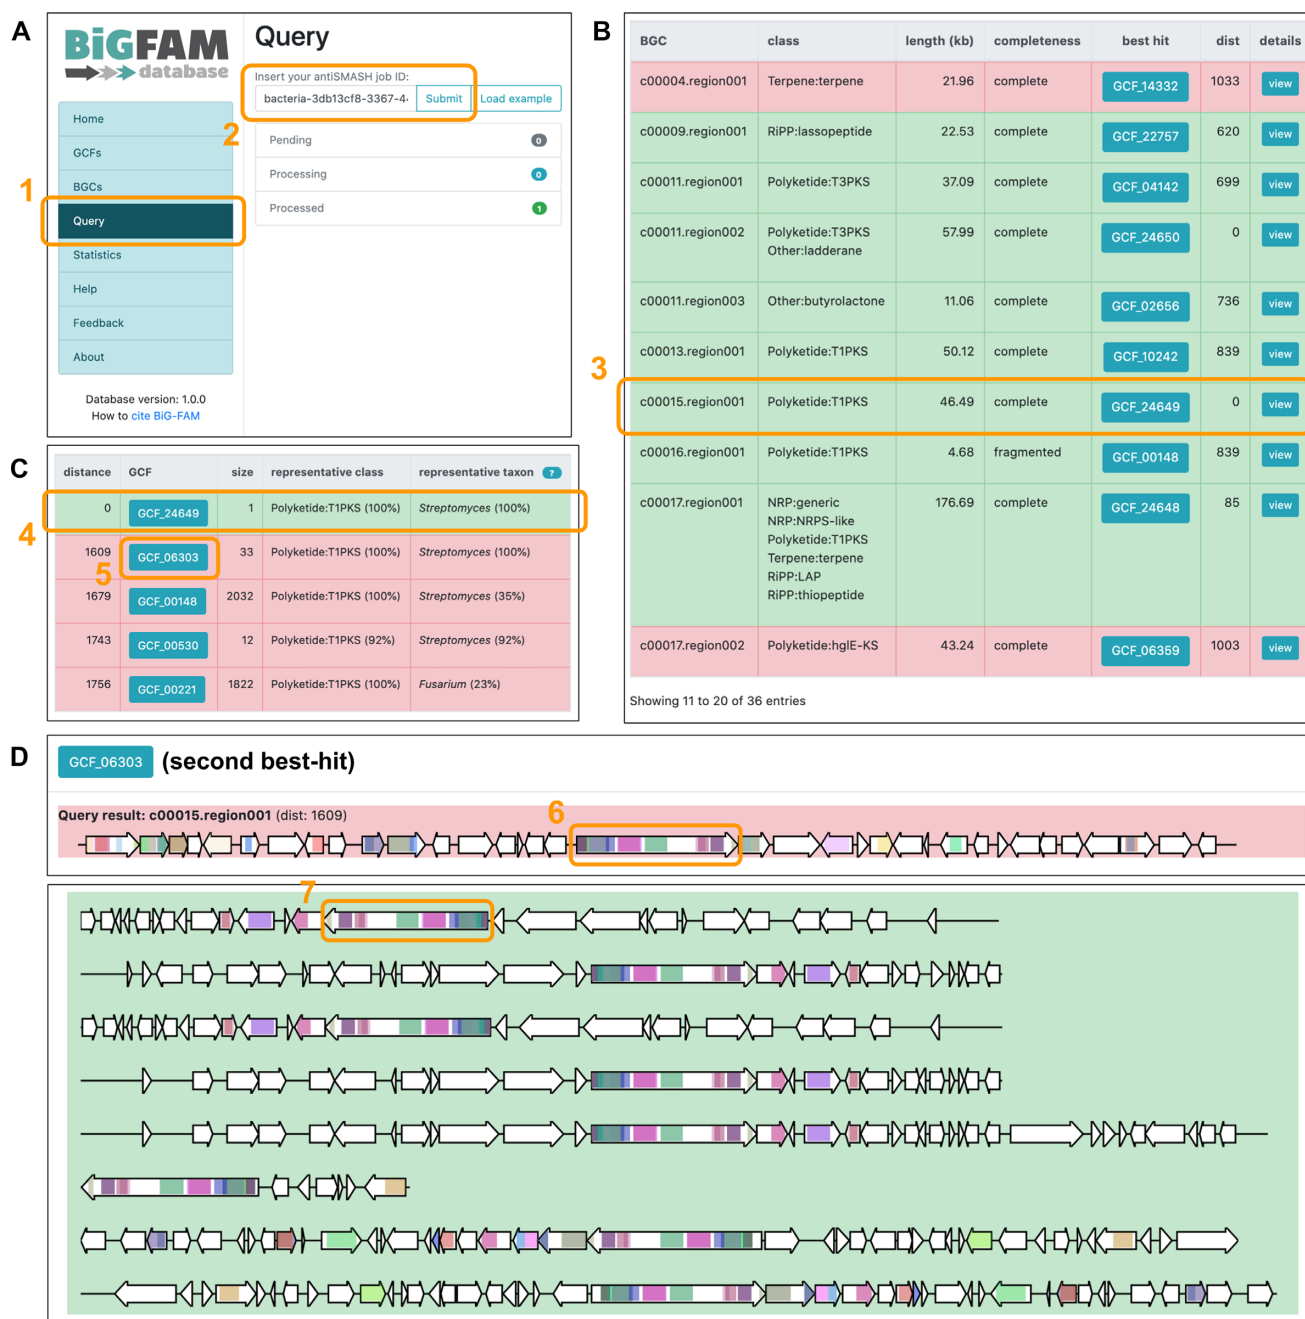 A
BiGFAM
database
Home
GCFs
BGCs
1
Query
Statistics
Help
Feedback
About
Database version: 1.0.0
How to cite BiG-FAM
Query
Insert your antiSMASH job ID:
bacteria-3db13cf8-3367-4 Submit Load example
2
Pending 0
Processing 0
Processed 1
B
BGC class length (kb) completeness best hit dist details
c00004.region001 Terpene:terpene 21.96 complete GCF_14332 1033 view
c00009.region001 RiPP:lassopeptide 22.53 complete GCF_22757 620 view
c00011.region001 Polyketide:T3PKS 37.09 complete GCF_04142 699 view
c00011.region002 Polyketide:T3PKS 57.99 complete GCF_24650 0 view
Other:ladderane
c00011.region003 Other:butyrolactone 11.06 complete GCF_02656 736 view
c00013.region001 Polyketide:T1PKS 50.12 complete GCF_10242 839 view
3
c00015.region001 Polyketide:T1PKS 46.49 complete GCF_24649 0 view
c00016.region001 Polyketide:T1PKS 4.68 fragmented GCF_00148 839 view
c00017.region001 NRP:generic 176.69 complete GCF_24648 85 view
NRP:NRPS-like
Polyketide:T1PKS
Terpene:terpene
RiPP:LAP
RiPP:thiopeptide
c00017.region002 Polyketide:hglE-KS 43.24 complete GCF_06359 1003 view
Showing 11 to 20 of 36 entries
C
distance GCF size representative class representative taxon ?
0 GCF_24649 1 Polyketide:T1PKS (100%) Streptomyces (100%)
4
1609 GCF_06303 33 Polyketide:T1PKS (100%) Streptomyces (100%)
5
1679 GCF_00148 2032 Polyketide:T1PKS (100%) Streptomyces (35%)
1743 GCF_00530 12 Polyketide:T1PKS (92%) Streptomyces (92%)
1756 GCF_00221 1822 Polyketide:T1PKS (100%) Fusarium (23%)
D
GCF_06303 (second best-hit)
Query result: c00015.region001 (dist: 1609)
6
7